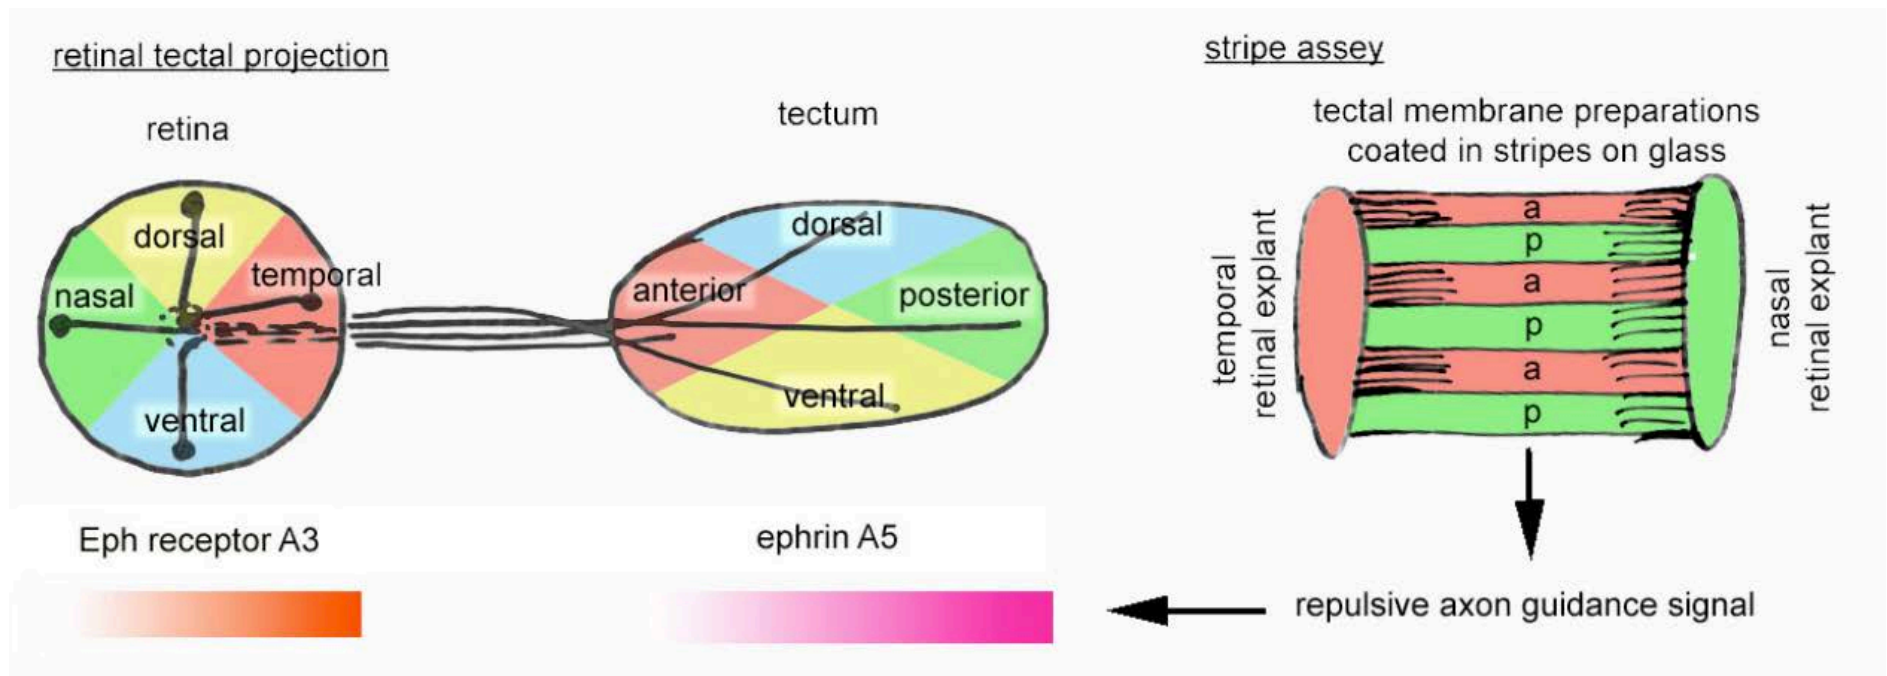 retinal tectal projection
retina
dorsal
nasal
temporal
ventral
tectum
dorsal
anterior
posterior
ventral
Eph receptor A3
ephrin A5
stripe assey
tectal membrane preparations
coated in stripes on glass
temporal
retinal explant
a
p
a
p
a
p
nasal
retinal explant
repulsive axon guidance signal